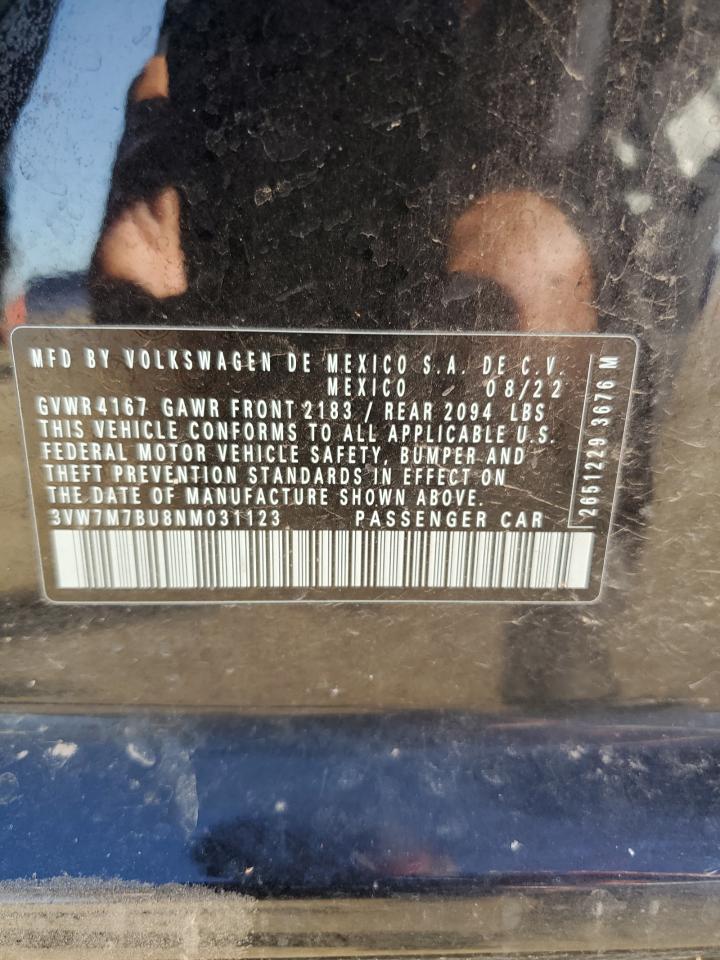 MFD BY VOLKSWAGEN DE MEXICO S.A. DE C.V.
MEXICO 08/22
GVWR 4167 GAWR FRONT 2183 / REAR 2094 LBS
THIS VEHICLE CONFORMS TO ALL APPLICABLE U.S.
FEDERAL MOTOR VEHICLE SAFETY, BUMPER AND
THEFT PREVENTION STANDARDS IN EFFECT ON
THE DATE OF MANUFACTURE SHOWN ABOVE.
3VW7M7BU8NM031123 PASSENGER CAR
2651229 3676 M